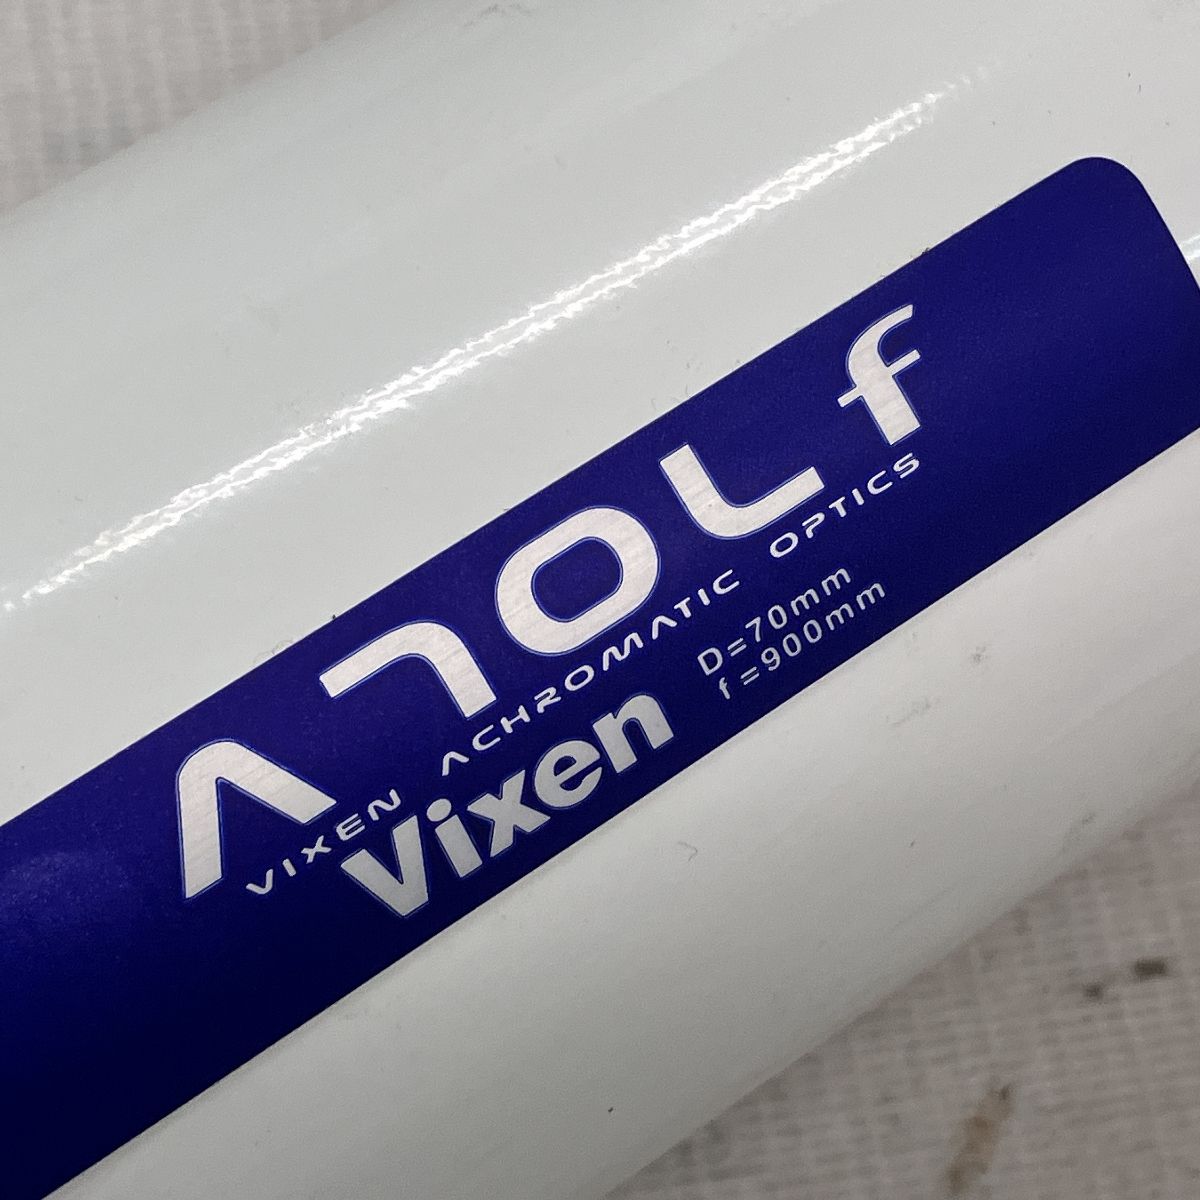 A70Lf
VIXEN ACHROMATIC OPTICS
Vixen
D=70mm
f=900mm